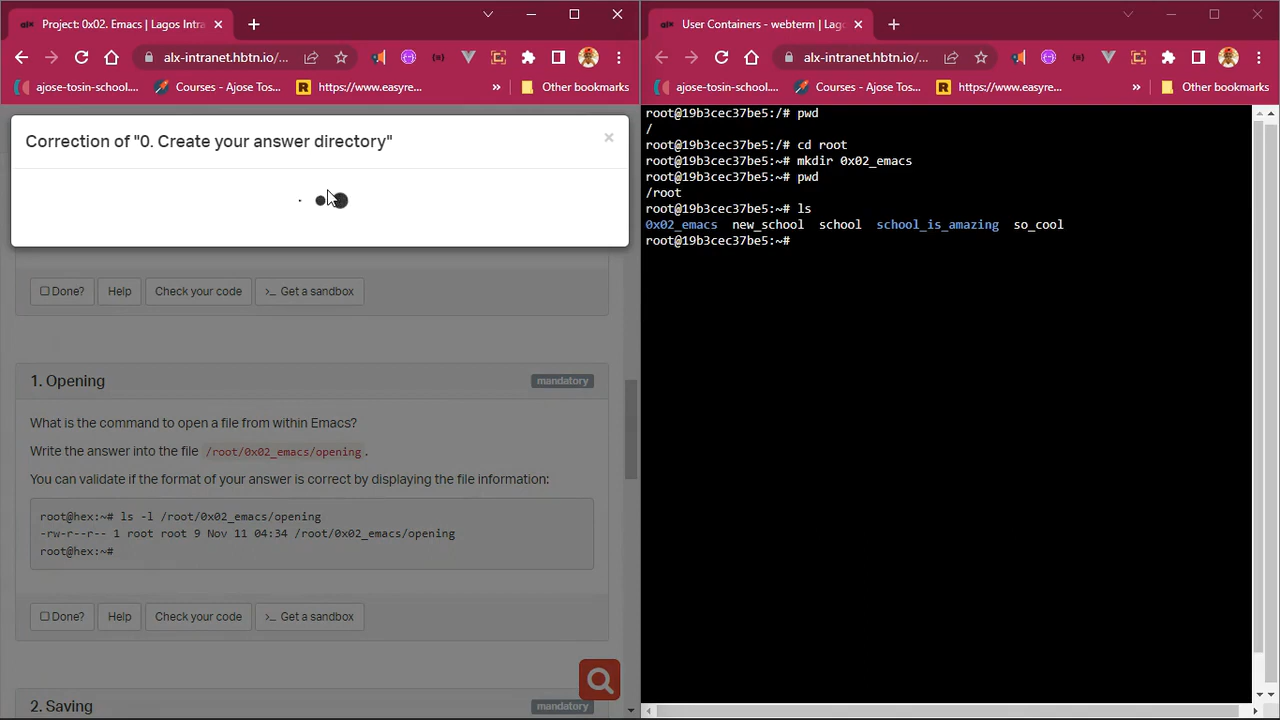 Project: 0x02. Emacs | Lagos Intra
alx-intranet.hbtn.io/...
ajose-tosin-school....
Courses - Ajose Tos...
https://www.easyre...
»
Other bookmarks
Correction of "0. Create your answer directory"
×
Done?
Help
Check your code
>_ Get a sandbox
1. Opening
mandatory
What is the command to open a file from within Emacs?
Write the answer into the file /root/0x02_emacs/opening.
You can validate if the format of your answer is correct by displaying the file information:
root@hex:~# ls -l /root/0x02_emacs/opening
-rw-r--r-- 1 root root 9 Nov 11 04:34 /root/0x02_emacs/opening
root@hex:~#
Done?
Help
Check your code
>_ Get a sandbox
2. Saving
mandatory
User Containers - webterm | Lag
alx-intranet.hbtn.io/...
ajose-tosin-school....
Courses - Ajose Tos...
https://www.easyre...
»
Other bookmarks
root@19b3cec37be5:/# pwd
/
root@19b3cec37be5:/# cd root
root@19b3cec37be5:~# mkdir 0x02_emacs
root@19b3cec37be5:~# pwd
/root
root@19b3cec37be5:~# ls
0x02_emacs new_school school school_is_amazing so_cool
root@19b3cec37be5:~#